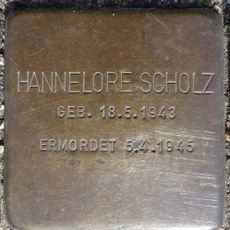 HANNELORE SCHOLZ
GEB. 18.5.1943
ERMORDET 5.4.1945